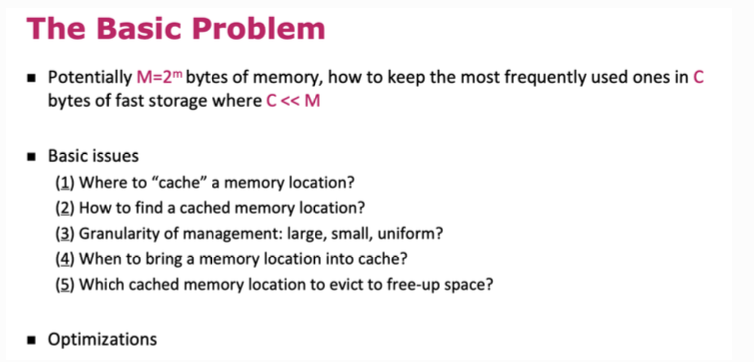 The Basic Problem
▪ Potentially M=2ᵐ bytes of memory, how to keep the most frequently used ones in C
bytes of fast storage where C << M
▪ Basic issues
(1) Where to “cache” a memory location?
(2) How to find a cached memory location?
(3) Granularity of management: large, small, uniform?
(4) When to bring a memory location into cache?
(5) Which cached memory location to evict to free-up space?
▪ Optimizations